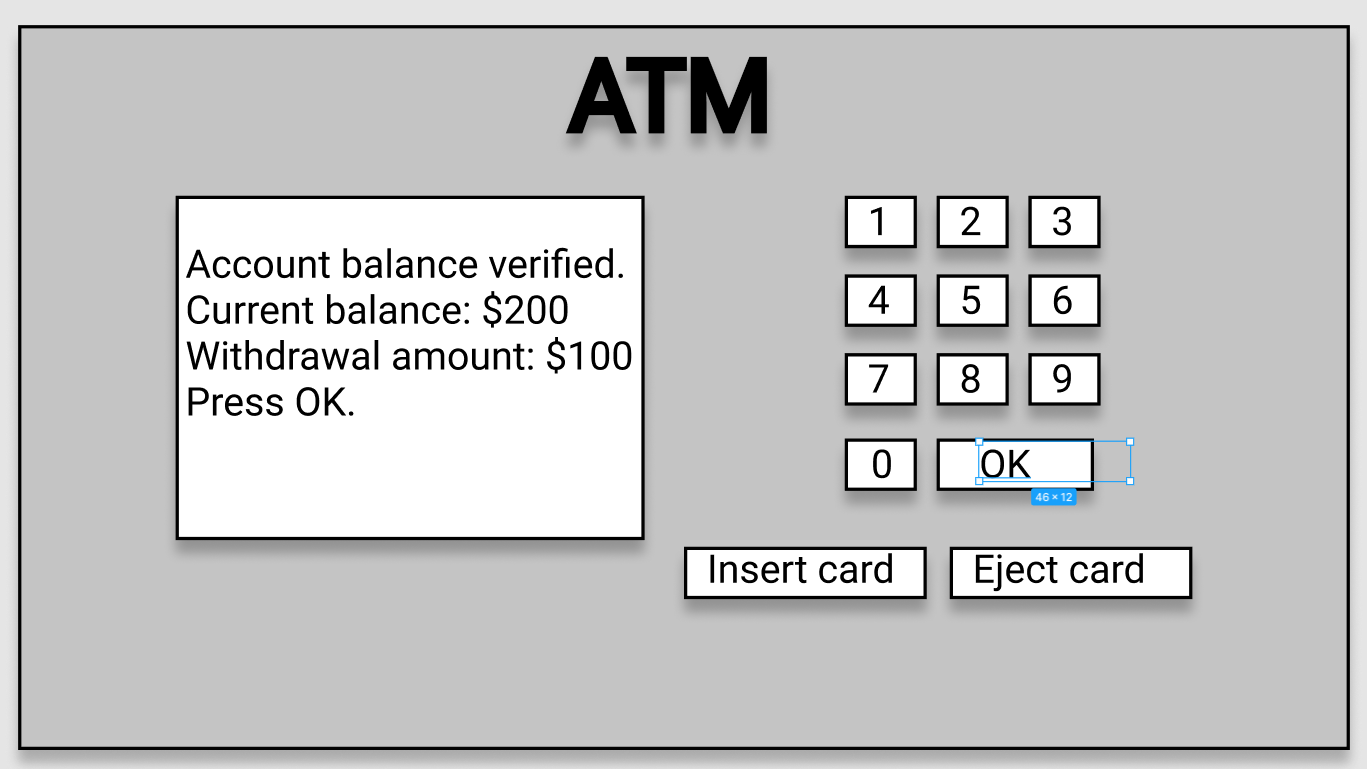 ATM
Account balance verified.
Current balance: $200
Withdrawal amount: $100
Press OK.
1 2 3
4 5 6
7 8 9
0 OK
46 × 12
Insert card Eject card